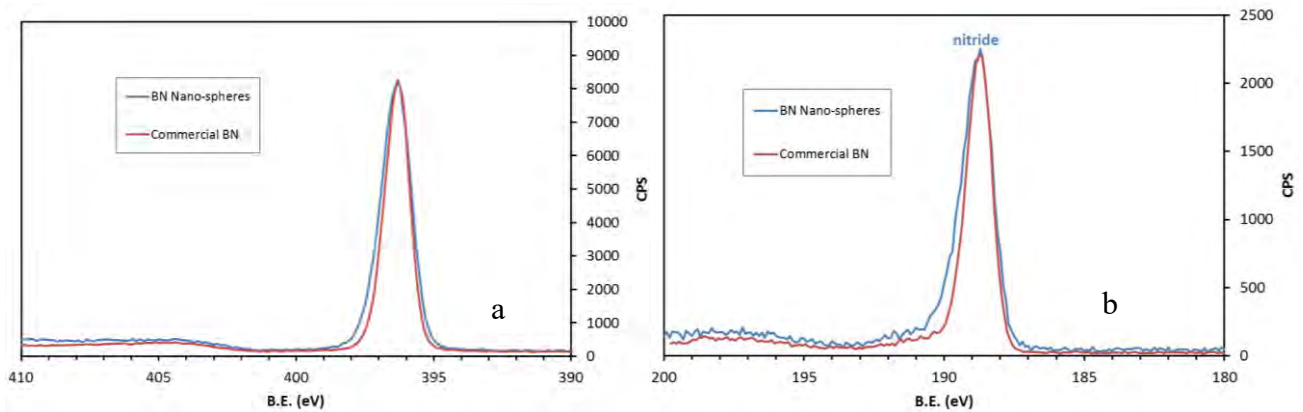 10000
9000
8000
7000
6000
5000
4000
3000
2000
1000
0
CPS
BN Nano-spheres
Commercial BN
a
410
405
400
395
390
B.E. (eV)
2500
2000
1500
1000
500
0
CPS
nitride
BN Nano-spheres
Commercial BN
b
200
195
190
185
180
B.E. (eV)